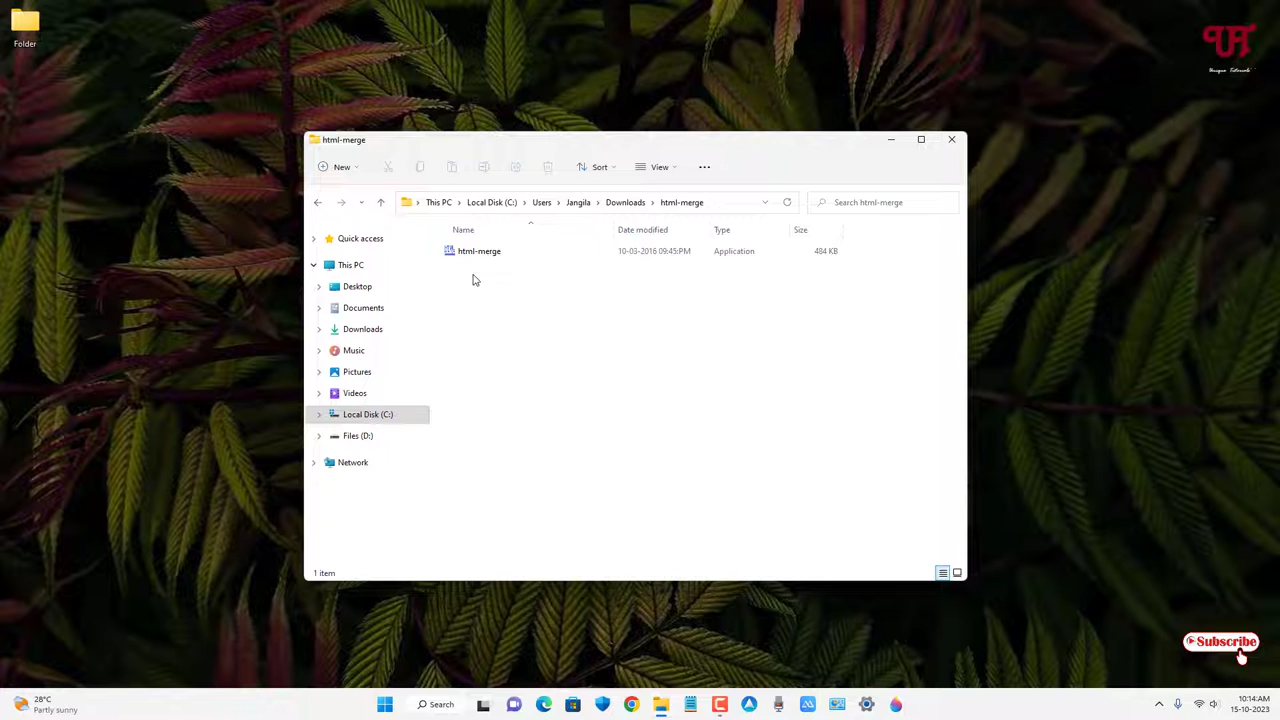 Folder
UT
Unique Tutorials
html-merge
New
Sort
View
This PC
Local Disk (C:)
Users
Jangila
Downloads
html-merge
Search html-merge
Name
Date modified
Type
Size
html-merge
10-03-2016 09:45:PM
Application
484 KB
Quick access
This PC
Desktop
Documents
Downloads
Music
Pictures
Videos
Local Disk (C:)
Files (D:)
Network
1 item
Subscribe
28°C
Partly sunny
Search
10:14:AM
15-10-2023